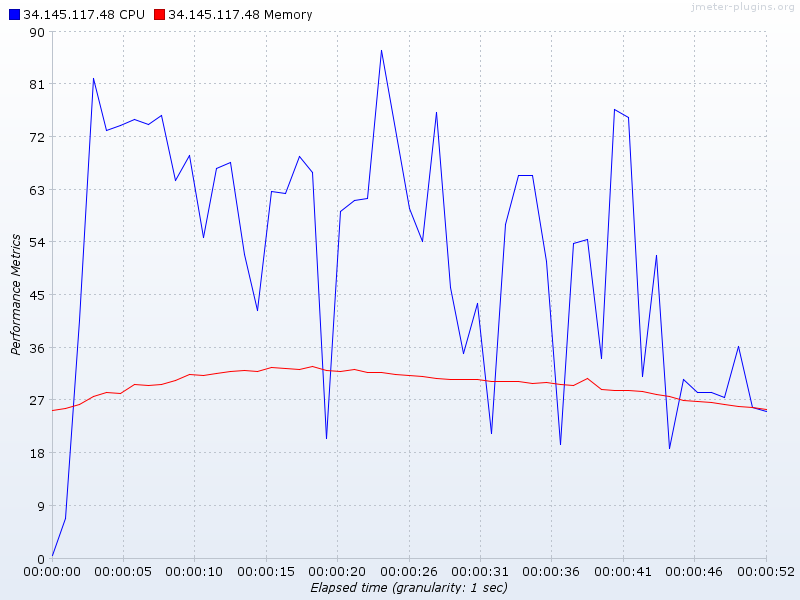 34.145.117.48 CPU 34.145.117.48 Memory
jmeter-plugins.org
90
81
72
63
54
45
36
27
18
9
0
Performance Metrics
00:00:00 00:00:05 00:00:10 00:00:15 00:00:20 00:00:26 00:00:31 00:00:36 00:00:41 00:00:46 00:00:52
Elapsed time (granularity: 1 sec)